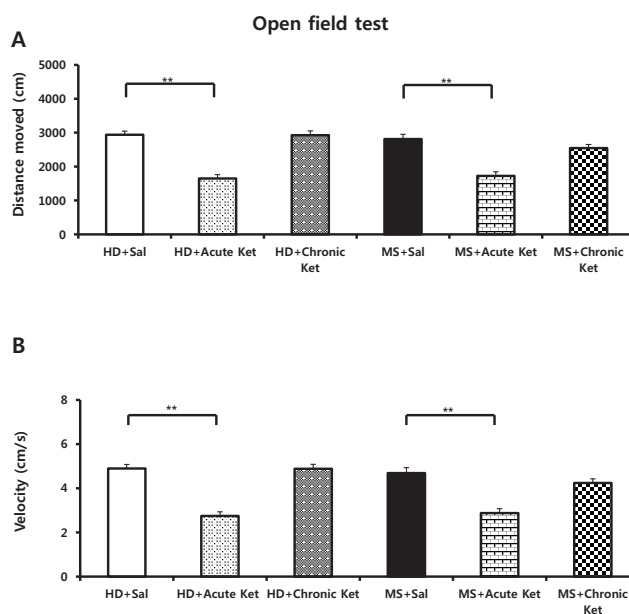 Open field test
A
Distance moved (cm)
5000
4000
3000
2000
1000
0
**
**
HD+Sal
HD+Acute Ket
HD+Chronic
Ket
MS+Sal
MS+Acute Ket
MS+Chronic
Ket
B
Velocity (cm/s)
8
6
4
2
0
**
**
HD+Sal
HD+Acute Ket
HD+Chronic Ket
MS+Sal
MS+Acute Ket
MS+Chronic
Ket